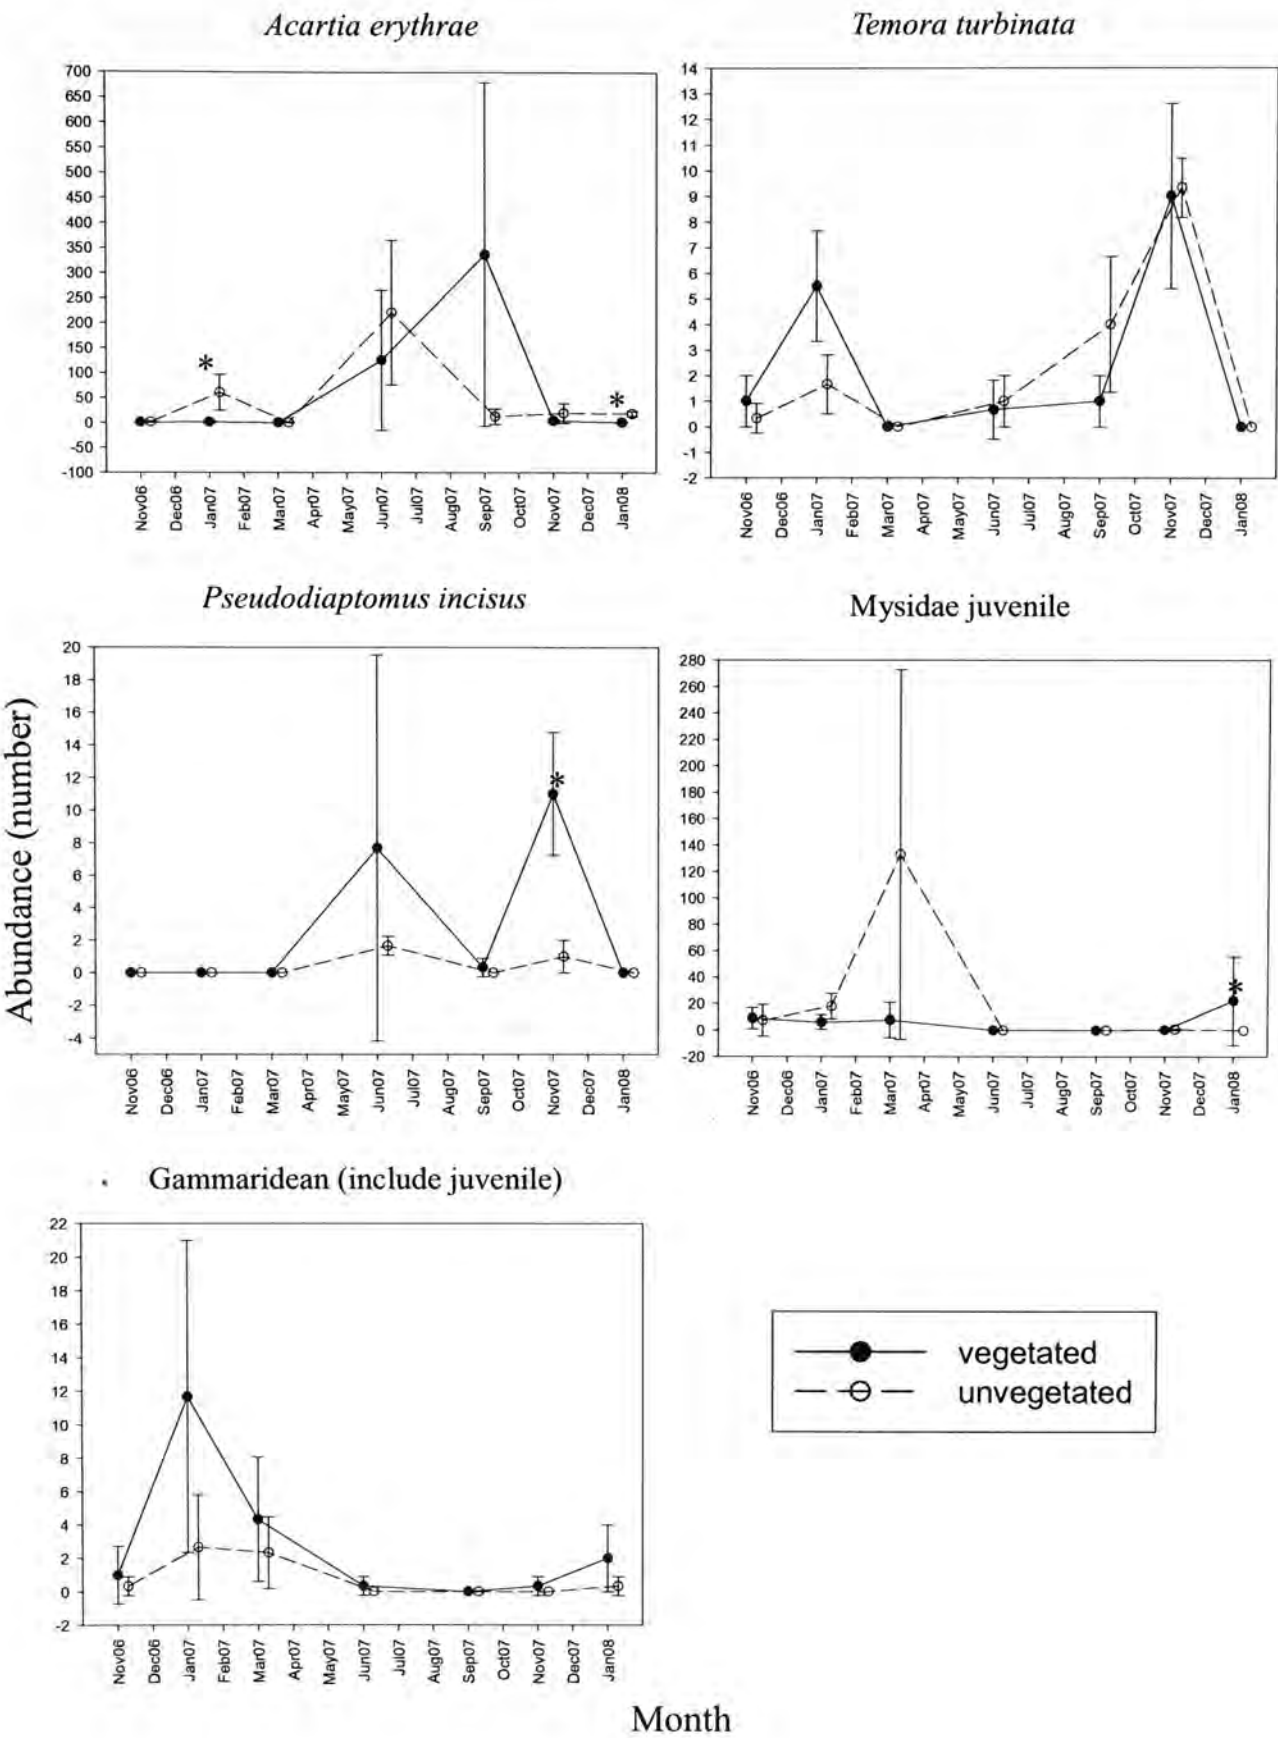 Acartia erythrae
700
650
600
550
500
450
400
350
300
250
200
150
100
50
0
-50
-100
*
*
Nov06
Dec06
Jan07
Feb07
Mar07
Apr07
May07
Jun07
Jul07
Aug07
Sep07
Oct07
Nov07
Dec07
Jan08
Temora turbinata
14
13
12
11
10
9
8
7
6
5
4
3
2
1
0
-1
-2
Nov06
Dec06
Jan07
Feb07
Mar07
Apr07
May07
Jun07
Jul07
Aug07
Sep07
Oct07
Nov07
Dec07
Jan08
Abundance (number)
Pseudodiaptomus incisus
20
18
16
14
12
10
8
6
4
2
0
-2
-4
*
Nov06
Dec06
Jan07
Feb07
Mar07
Apr07
May07
Jun07
Jul07
Aug07
Sep07
Oct07
Nov07
Dec07
Jan08
Mysidae juvenile
280
260
240
220
200
180
160
140
120
100
80
60
40
20
0
-20
*
Nov06
Dec06
Jan07
Feb07
Mar07
Apr07
May07
Jun07
Jul07
Aug07
Sep07
Oct07
Nov07
Dec07
Jan08
Gammaridean (include juvenile)
22
20
18
16
14
12
10
8
6
4
2
0
-2
Nov06
Dec06
Jan07
Feb07
Mar07
Apr07
May07
Jun07
Jul07
Aug07
Sep07
Oct07
Nov07
Dec07
Jan08
vegetated
unvegetated
Month